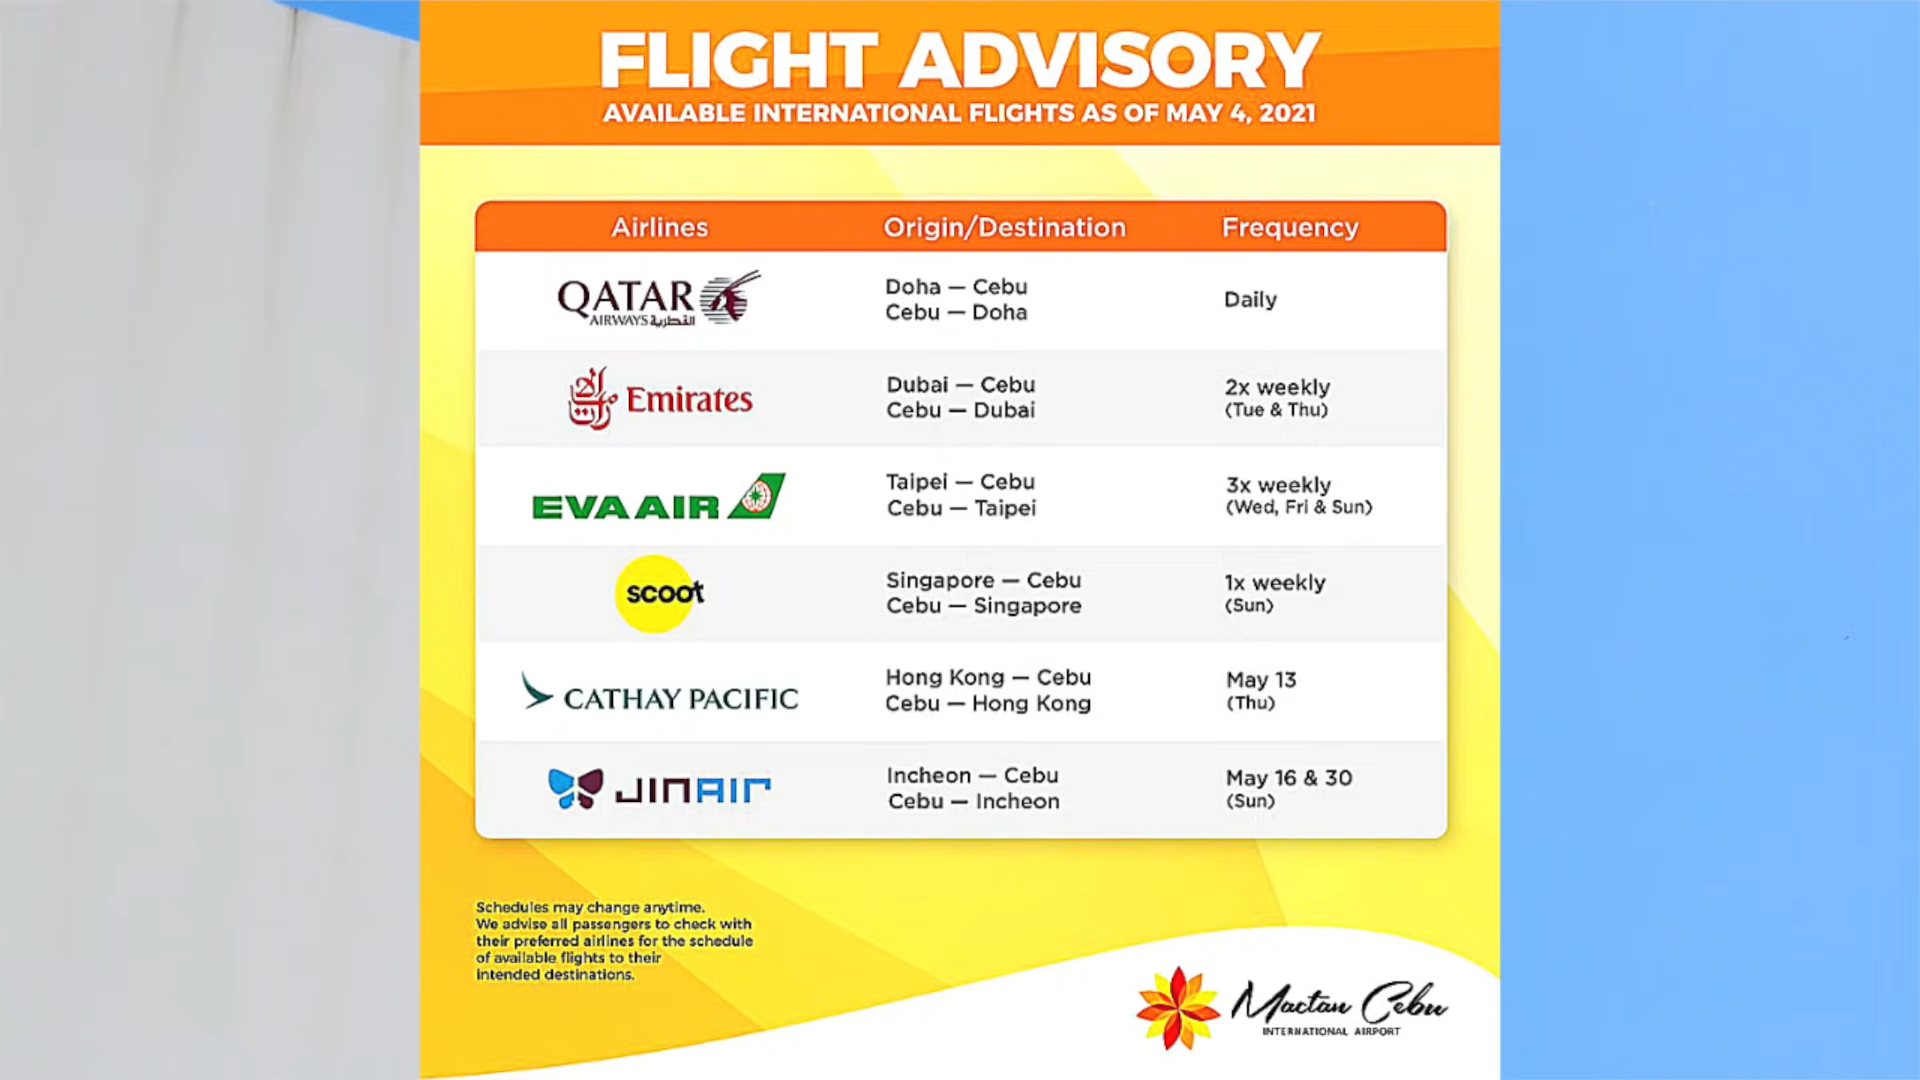 FLIGHT ADVISORY
AVAILABLE INTERNATIONAL FLIGHTS AS OF MAY 4, 2021
Airlines Origin/Destination Frequency
QATAR
AIRWAYS القطرية
Doha — Cebu
Cebu — Doha
Daily
Emirates
Dubai — Cebu
Cebu — Dubai
2x weekly
(Tue & Thu)
EVA AIR
Taipei — Cebu
Cebu — Taipei
3x weekly
(Wed, Fri & Sun)
scoot
Singapore — Cebu
Cebu — Singapore
1x weekly
(Sun)
CATHAY PACIFIC
Hong Kong — Cebu
Cebu — Hong Kong
May 13
(Thu)
JINAIR
Incheon — Cebu
Cebu — Incheon
May 16 & 30
(Sun)
Schedules may change anytime.
We advise all passengers to check with
their preferred airlines for the schedule
of available flights to their
intended destinations.
Mactan Cebu
INTERNATIONAL AIRPORT